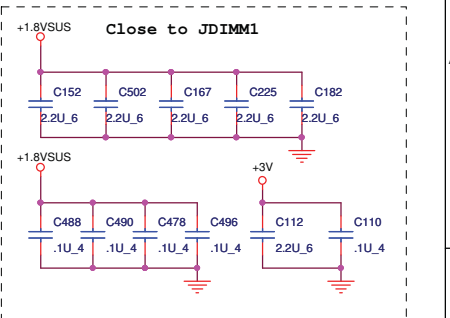 +1.8VSUS
Close to JDIMM1
C152 C502 C167 C225 C182
2.2U_6 2.2U_6 2.2U_6 2.2U_6 2.2U_6
+1.8VSUS
+3V
C488 C490 C478 C496 C112 C110
.1U_4 .1U_4 .1U_4 .1U_4 2.2U_6 .1U_4